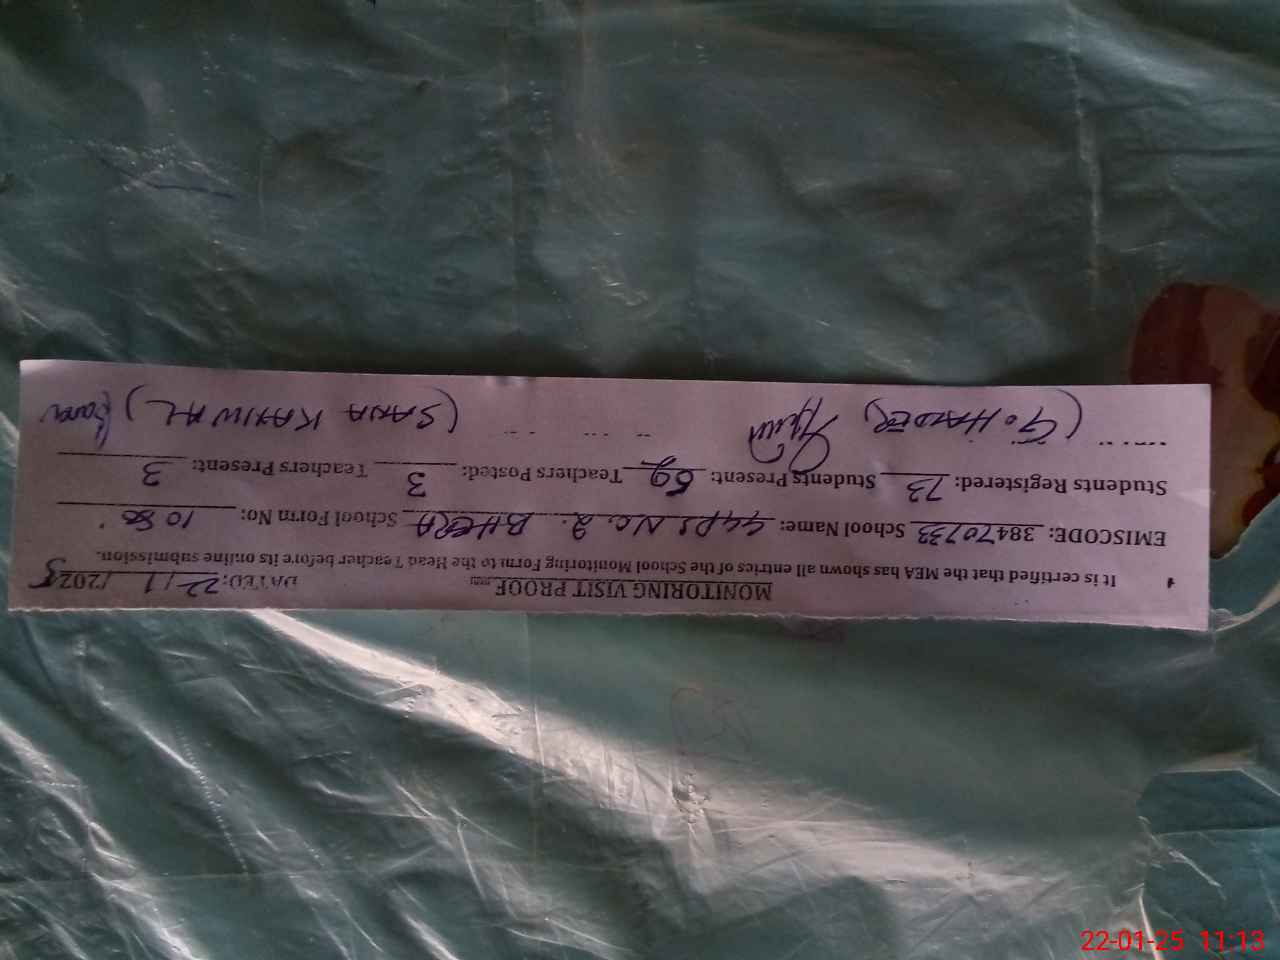 MONITORING VISIT PROOF DATED: 22/1/2025
It is certified that the MEA has shown all entries of the School Monitoring Form to the Head Teacher before its online submission.
EMISCODE: 38470733 School Name: GGPS No. 2. BHERA School Form No: 10
Students Registered: 73 Students Present: 69 Teachers Posted: 3 Teachers Present: 3
(G. HAIDER) (SANA KANWAL)
22-01-25 11:13